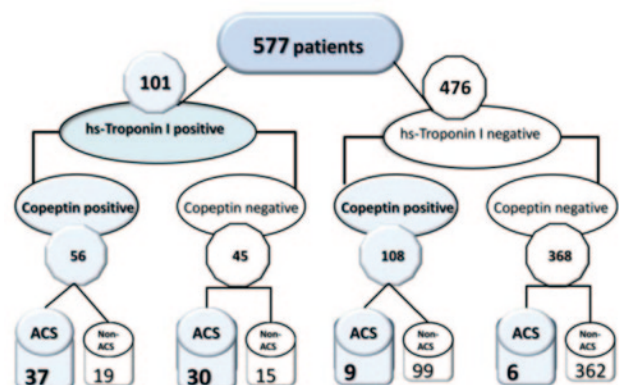 577 patients
101
476
hs-Troponin I positive
hs-Troponin I negative
Copeptin positive
Copeptin negative
Copeptin positive
Copeptin negative
56
45
108
368
ACS
Non-
ACS
ACS
Non-
ACS
ACS
Non-
ACS
ACS
Non-
ACS
37
19
30
15
9
99
6
362